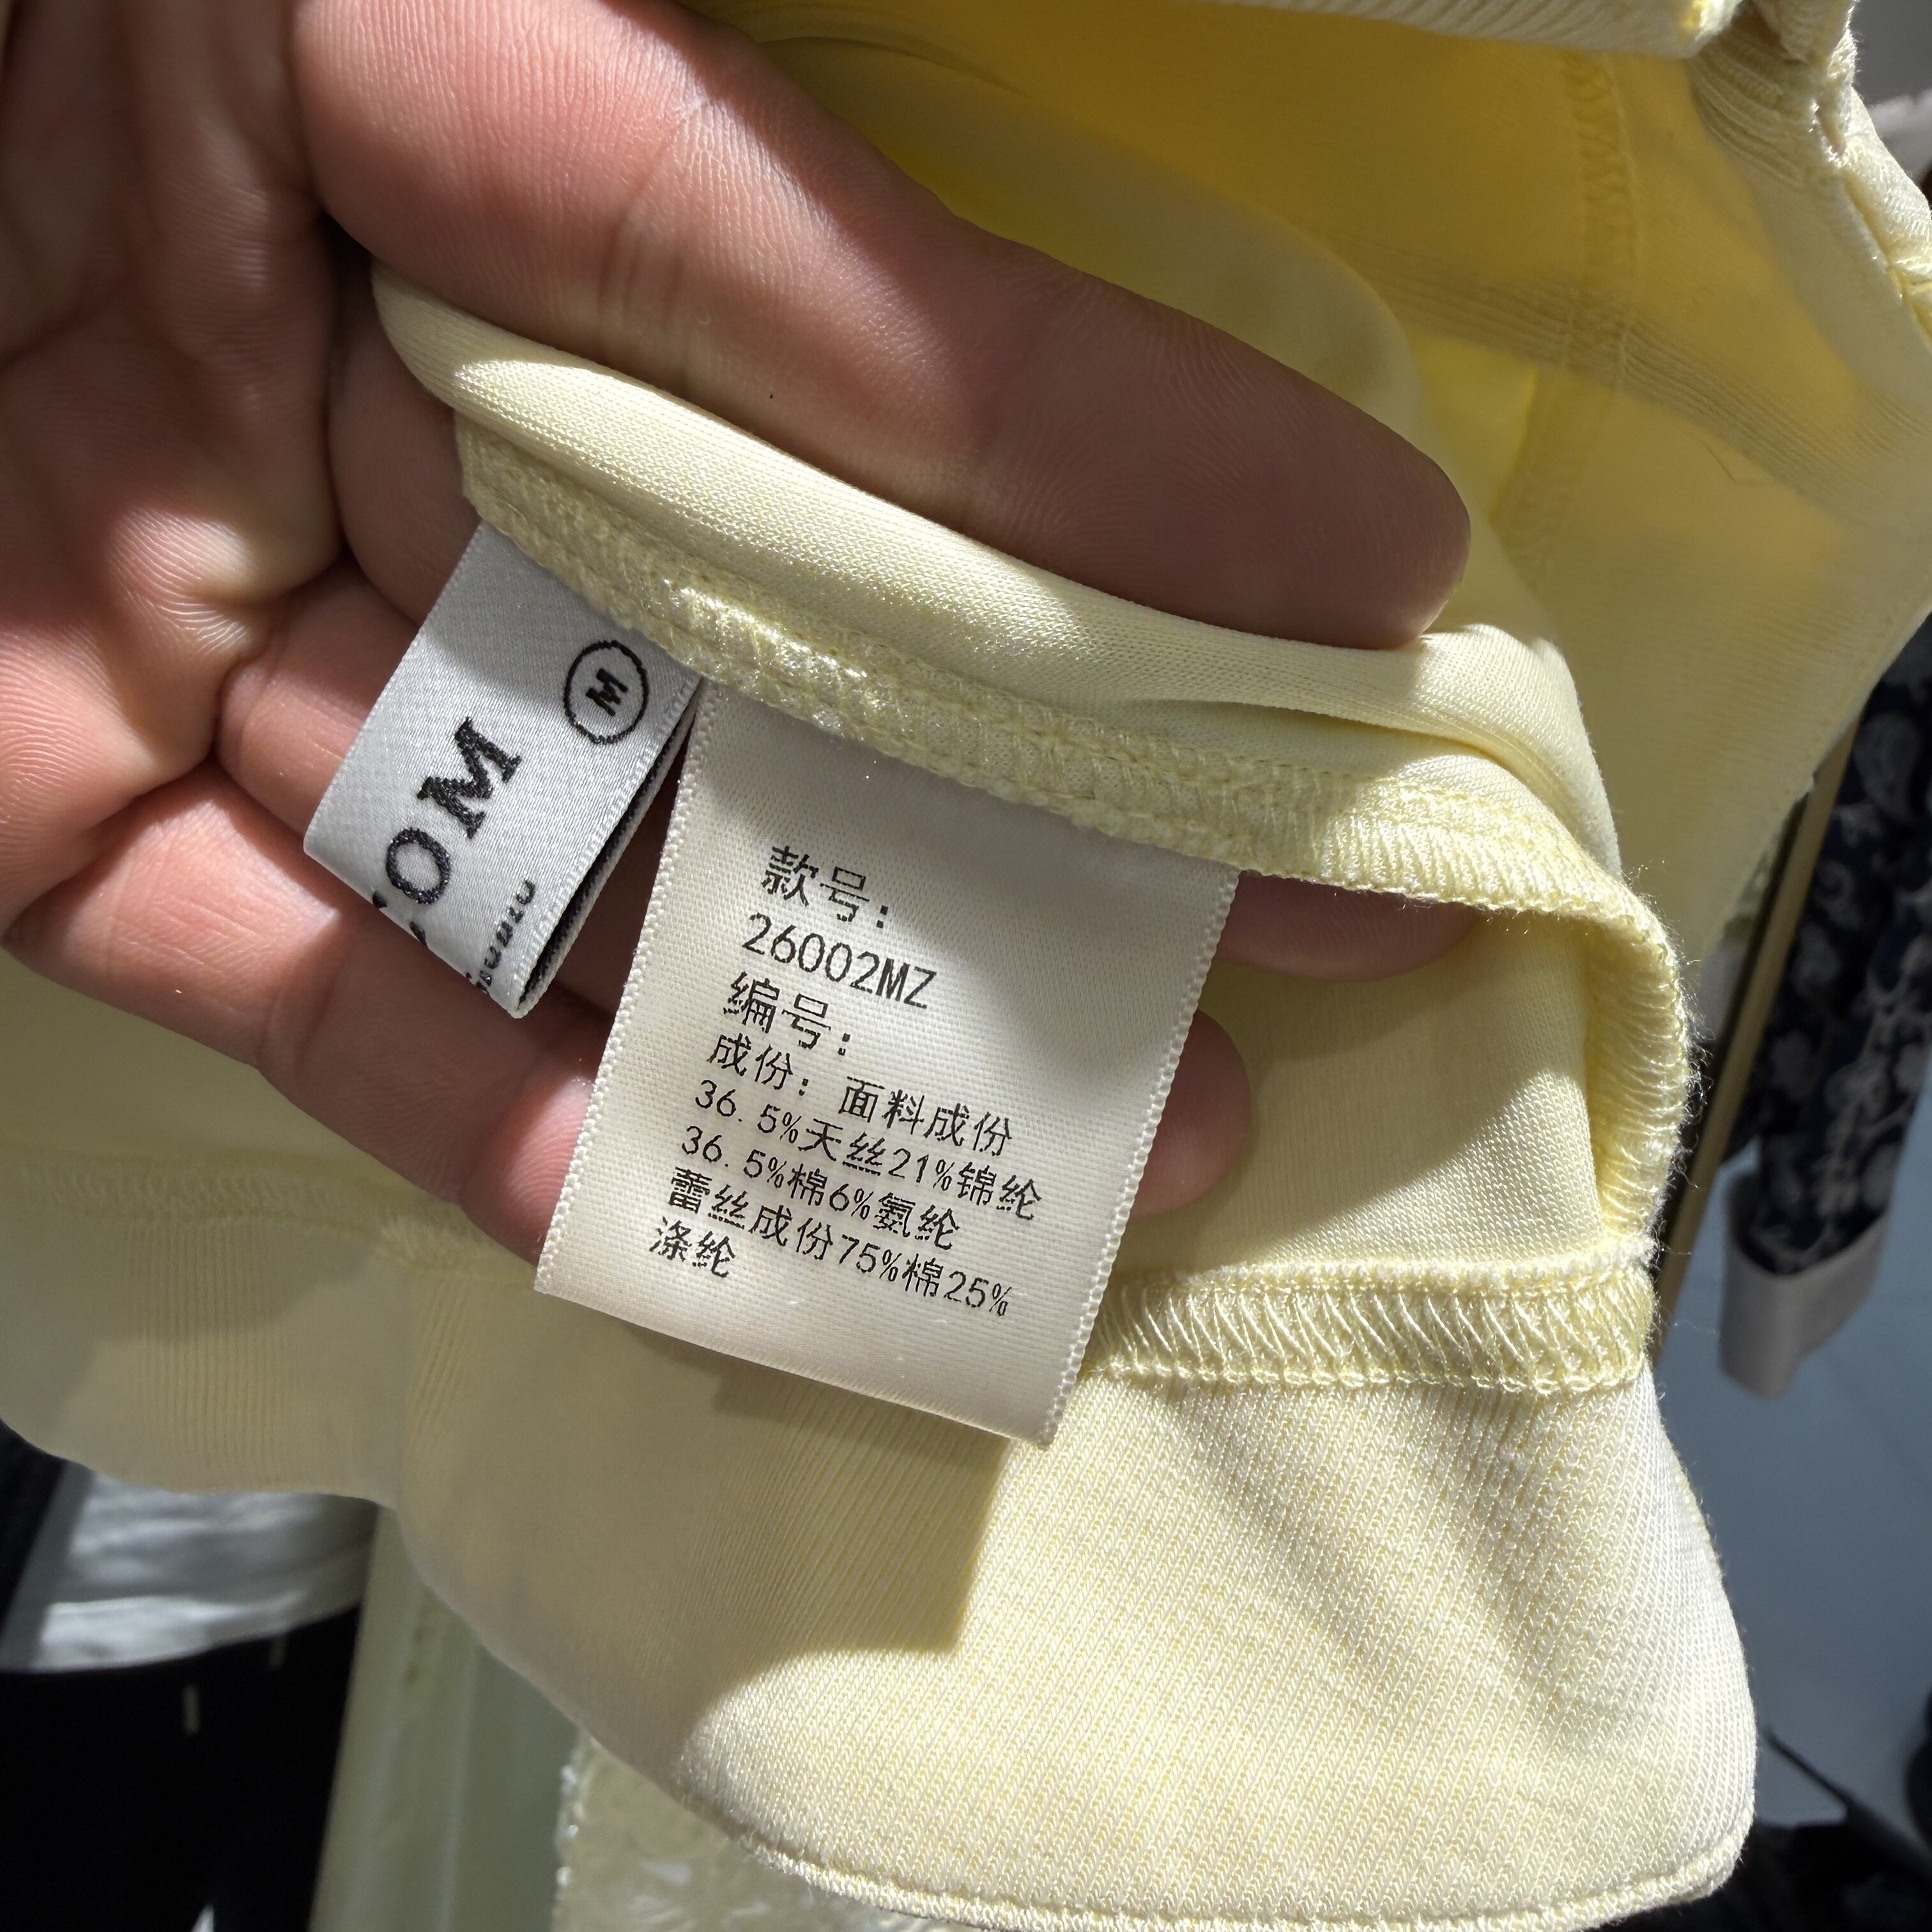 M
款号:
26002MZ
编号:
成份: 面料成份
36.5%天丝21%锦纶
36.5%棉6%氨纶
蕾丝成份75%棉25%
涤纶